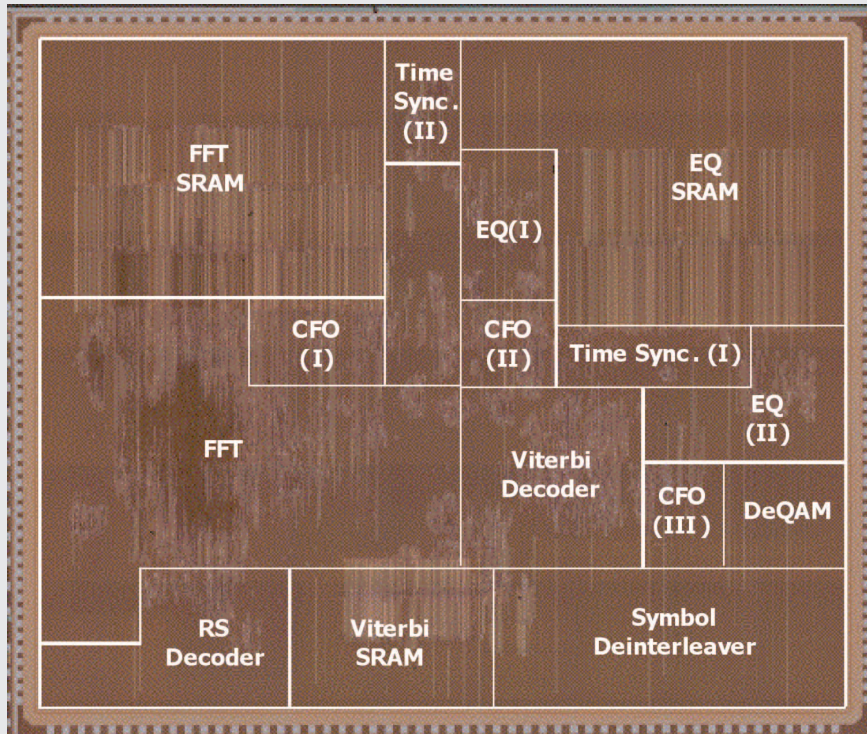 Time
Sync.
(II)
FFT
SRAM
EQ
SRAM
EQ(I)
CFO
(I)
CFO
(II)
Time Sync. (I)
EQ
(II)
FFT
Viterbi
Decoder
CFO
(III)
DeQAM
RS
Decoder
Viterbi
SRAM
Symbol
Deinterleaver